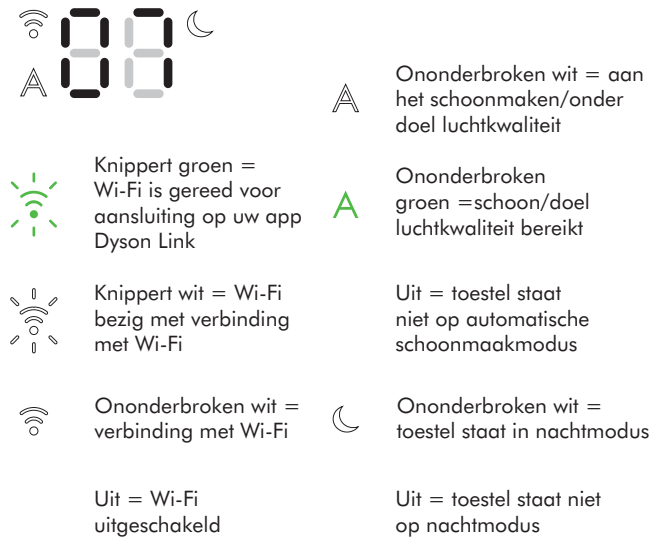 07
A
Knippert groen =
Wi-Fi is gereed voor
aansluiting op uw app
Dyson Link
Knippert wit = Wi-Fi
bezig met verbinding
met Wi-Fi
Ononderbroken wit =
verbinding met Wi-Fi
Uit = Wi-Fi
uitgeschakeld
A
Ononderbroken wit = aan
het schoonmaken/onder
doel luchtkwaliteit
A
Ononderbroken
groen =schoon/doel
luchtkwaliteit bereikt
Uit = toestel staat
niet op automatische
schoonmaakmodus
Ononderbroken wit =
toestel staat in nachtmodus
Uit = toestel staat niet
op nachtmodus